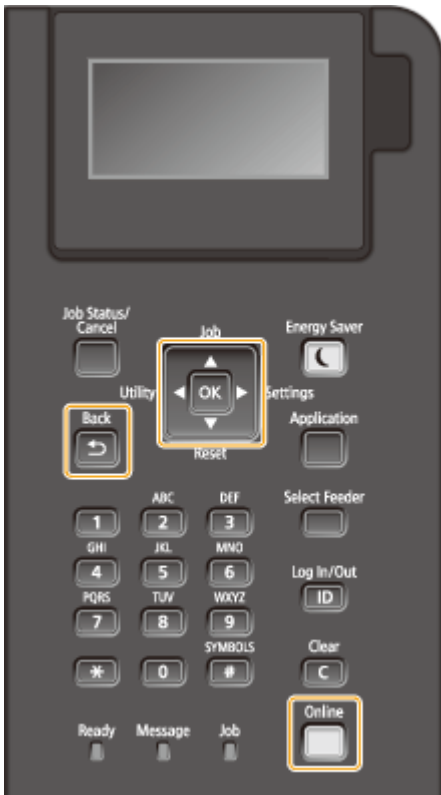 Job Status/
Cancel
Job
Energy Saver
Utility
OK
Settings
Back
Reset
Application
ABC DEF
Select Feeder
1 2 3
GHI JKL MNO
4 5 6
Log In/Out
ID
PQRS TUV WXYZ
7 8 9
SYMBOLS
Clear
* 0 #
C
Online
Ready Message Job